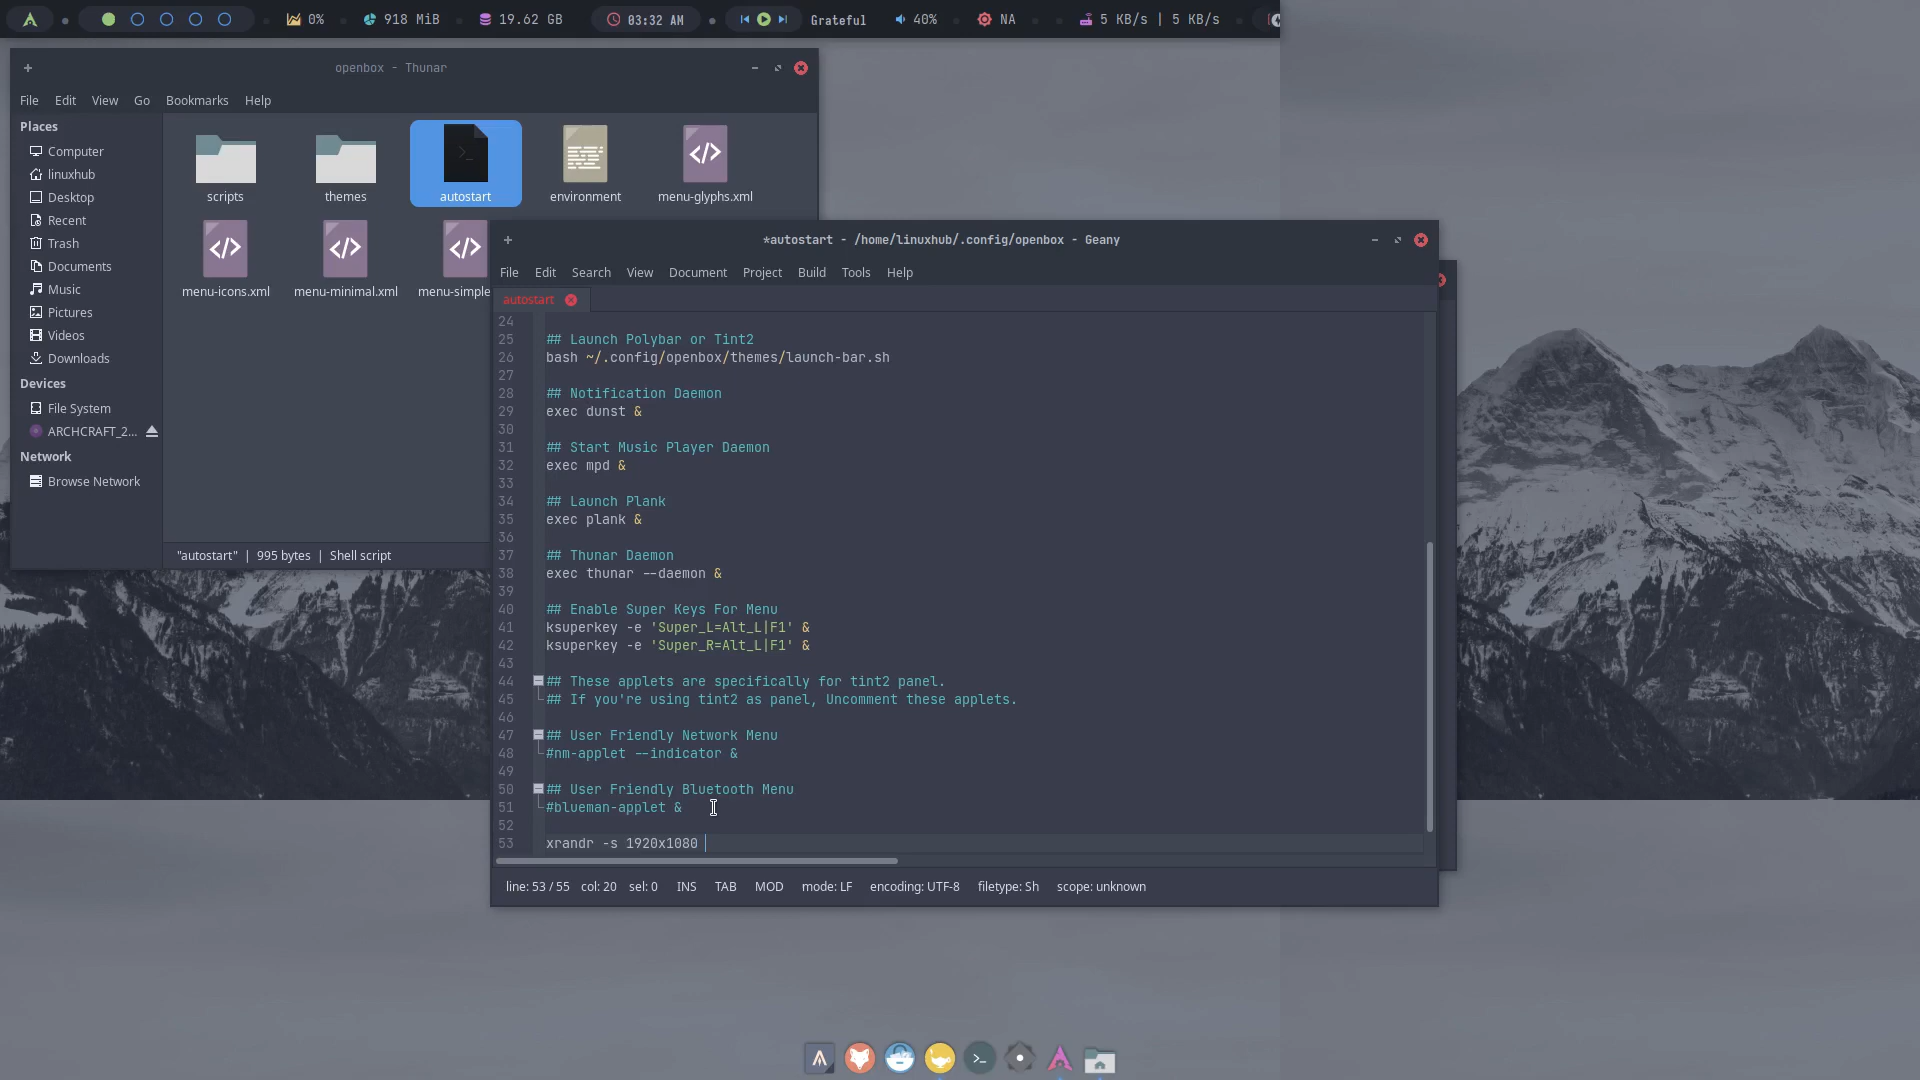 0%
918 MiB
19.62 GB
03:32 AM
Grateful
40%
NA
5 KB/s | 5 KB/s
openbox - Thunar
File Edit View Go Bookmarks Help
Places
Computer
linuxhub
Desktop
Recent
Trash
Documents
Music
Pictures
Videos
Downloads
Devices
File System
ARCHCRAFT_2...
Network
Browse Network
scripts
themes
autostart
environment
menu-glyphs.xml
menu-icons.xml
menu-minimal.xml
menu-simple
"autostart" | 995 bytes | Shell script
*autostart - /home/linuxhub/.config/openbox - Geany
File Edit Search View Document Project Build Tools Help
autostart
24
25 ## Launch Polybar or Tint2
26 bash ~/.config/openbox/themes/launch-bar.sh
27
28 ## Notification Daemon
29 exec dunst &
30
31 ## Start Music Player Daemon
32 exec mpd &
33
34 ## Launch Plank
35 exec plank &
36
37 ## Thunar Daemon
38 exec thunar --daemon &
39
40 ## Enable Super Keys For Menu
41 ksuperkey -e 'Super_L=Alt_L|F1' &
42 ksuperkey -e 'Super_R=Alt_L|F1' &
43
44 ## These applets are specifically for tint2 panel.
45 ## If you're using tint2 as panel, Uncomment these applets.
46
47 ## User Friendly Network Menu
48 #nm-applet --indicator &
49
50 ## User Friendly Bluetooth Menu
51 #blueman-applet &
52
53 xrandr -s 1920x1080
line: 53 / 55 col: 20 sel: 0 INS TAB MOD mode: LF encoding: UTF-8 filetype: Sh scope: unknown